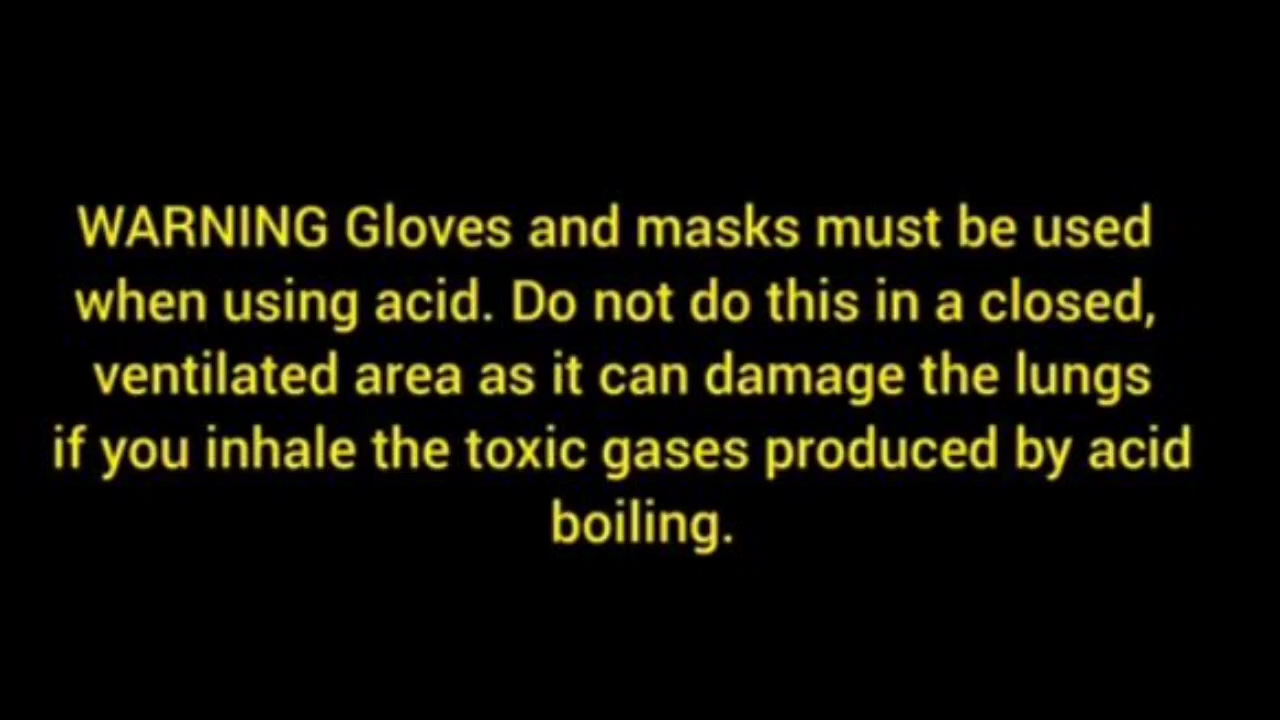 WARNING Gloves and masks must be used
when using acid. Do not do this in a closed,
ventilated area as it can damage the lungs
if you inhale the toxic gases produced by acid
boiling.